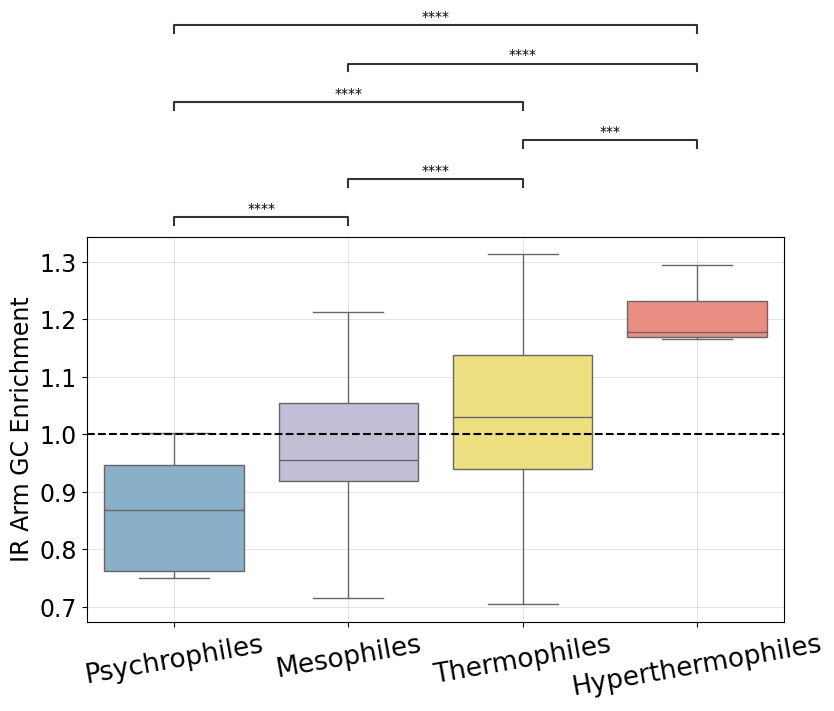 ****
****
****
***
****
****
1.3
1.2
1.1
1.0
0.9
0.8
0.7
IR Arm GC Enrichment
Psychrophiles
Mesophiles
Thermophiles
Hyperthermophiles